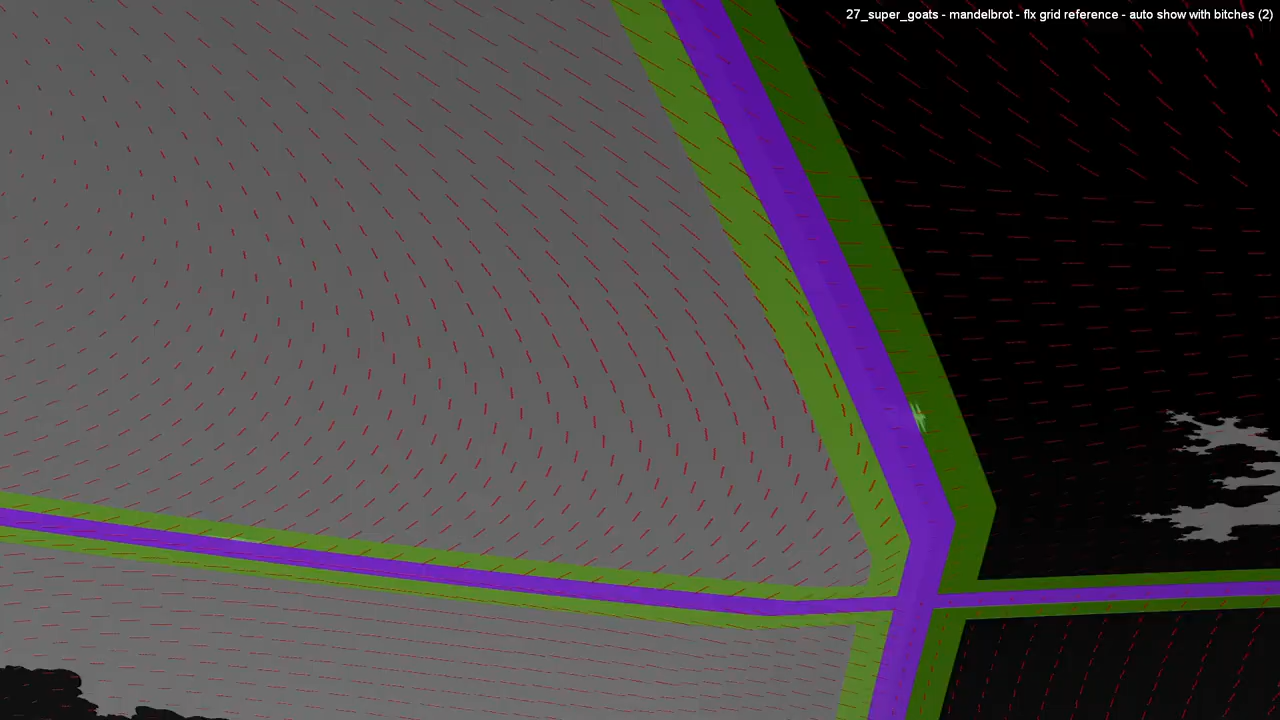 27_super_goats - mandelbrot - flx grid reference - auto show with bitches (2)